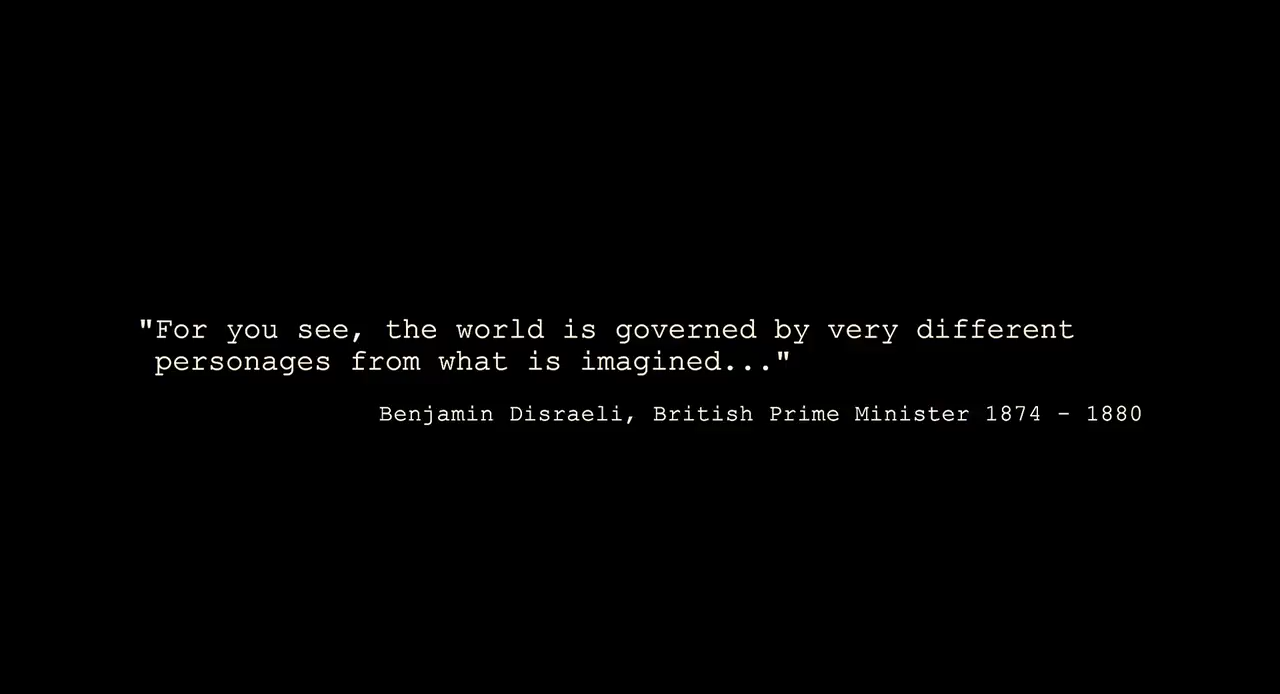 "For you see, the world is governed by very different
personages from what is imagined..."
Benjamin Disraeli, British Prime Minister 1874 - 1880